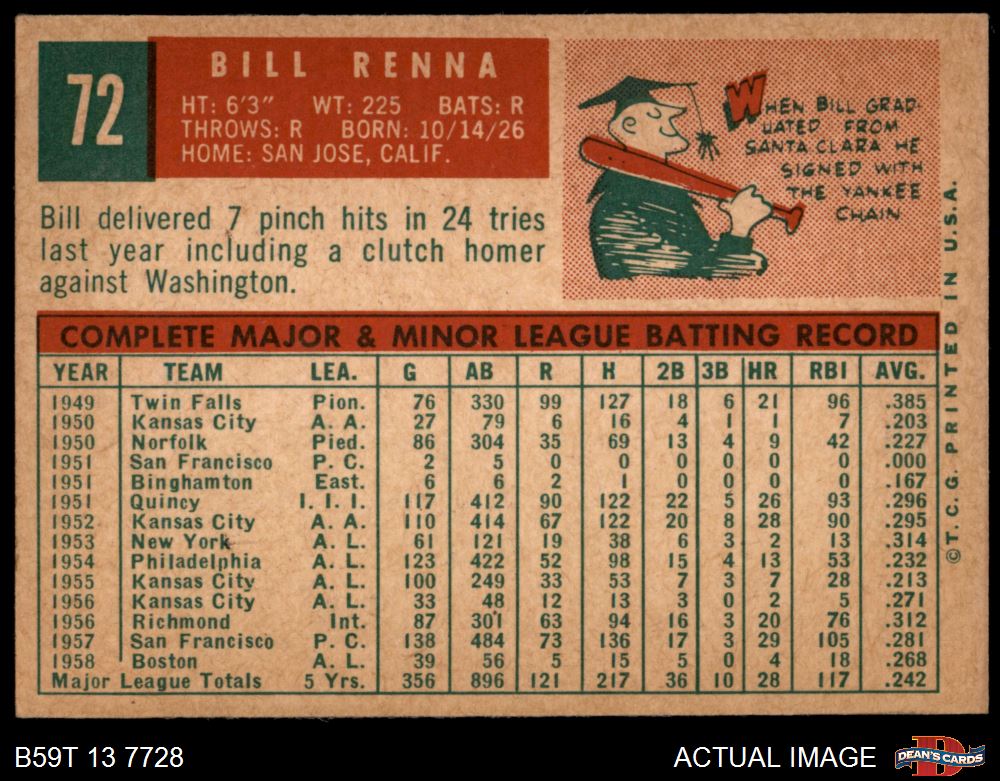 72
BILL RENNA
HT: 6'3" WT: 225 BATS: R
THROWS: R BORN: 10/14/26
HOME: SAN JOSE, CALIF.
WHEN BILL GRAD-
UATED FROM
SANTA CLARA HE
SIGNED WITH
THE YANKEE
CHAIN
Bill delivered 7 pinch hits in 24 tries
last year including a clutch homer
against Washington.
COMPLETE MAJOR & MINOR LEAGUE BATTING RECORD
YEAR TEAM LEA. G AB R H 2B 3B HR RBI AVG.
1949 Twin Falls Pion. 76 330 99 127 18 6 21 96 .385
1950 Kansas City A. A. 27 79 6 16 4 1 1 7 .203
1950 Norfolk Pied. 86 304 35 69 13 4 9 42 .227
1951 San Francisco P. C. 2 5 0 0 0 0 0 0 .000
1951 Binghamton East. 6 6 2 1 0 0 0 0 .167
1951 Quincy I. I. I. 117 412 90 122 22 5 26 93 .296
1952 Kansas City A. A. 110 414 67 122 20 8 28 90 .295
1953 New York A. L. 61 121 19 38 6 3 2 13 .314
1954 Philadelphia A. L. 123 422 52 98 15 4 13 53 .232
1955 Kansas City A. L. 100 249 33 53 7 3 7 28 .213
1956 Kansas City A. L. 33 48 12 13 3 0 2 5 .271
1956 Richmond Int. 87 301 63 94 16 3 20 76 .312
1957 San Francisco P. C. 138 484 73 136 17 3 29 105 .281
1958 Boston A. L. 39 56 5 15 5 0 4 18 .268
Major League Totals 5 Yrs. 356 896 121 217 36 10 28 117 .242
©T.C.G. PRINTED IN U.S.A.
B59T 13 7728
ACTUAL IMAGE
D
DEAN'S CARDS